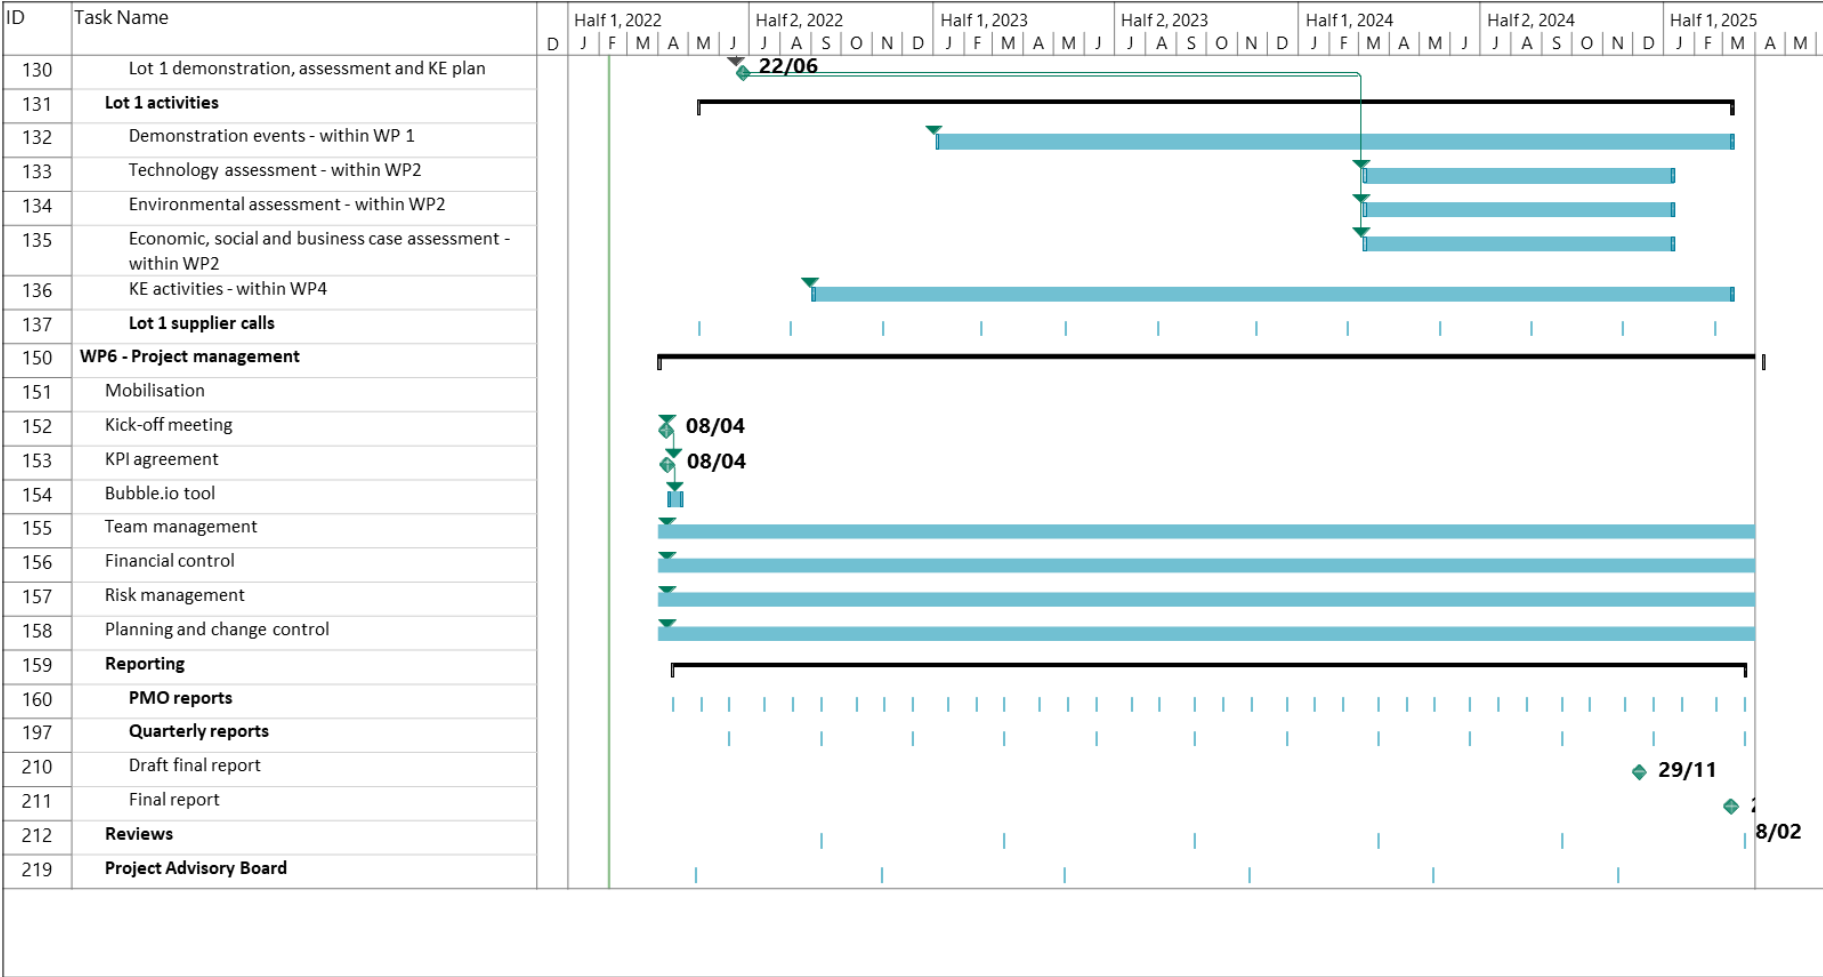 ID Task Name Half 1, 2022 Half 2, 2022 Half 1, 2023 Half 2, 2023 Half 1, 2024 Half 2, 2024 Half 1, 2025
D J F M A M J J A S O N D J F M A M J J A S O N D J F M A M J J A S O N D J F M A M
130 Lot 1 demonstration, assessment and KE plan 22/06
131 Lot 1 activities
132 Demonstration events - within WP 1
133 Technology assessment - within WP2
134 Environmental assessment - within WP2
135 Economic, social and business case assessment -
within WP2
136 KE activities - within WP4
137 Lot 1 supplier calls
150 WP6 - Project management
151 Mobilisation
152 Kick-off meeting 08/04
153 KPI agreement 08/04
154 Bubble.io tool
155 Team management
156 Financial control
157 Risk management
158 Planning and change control
159 Reporting
160 PMO reports
197 Quarterly reports
210 Draft final report 29/11
211 Final report
212 Reviews 8/02
219 Project Advisory Board